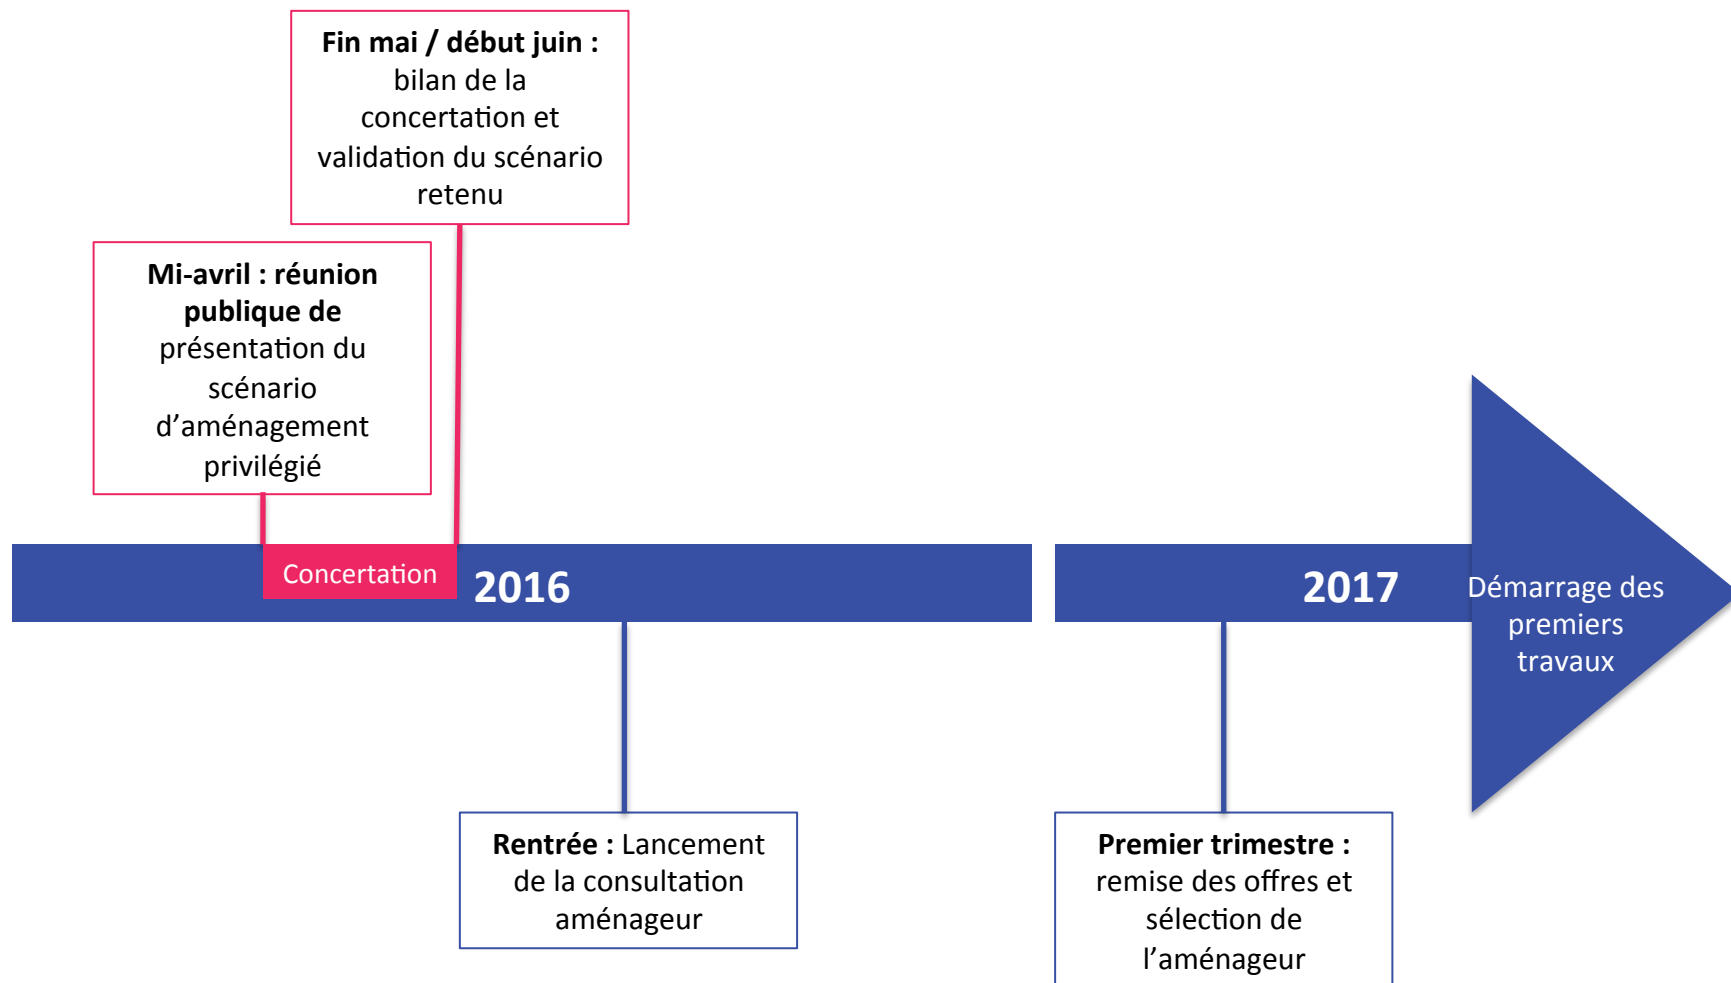 Fin mai / début juin :
bilan de la
concertation et
validation du scénario
retenu
Mi-avril : réunion
publique de
présentation du
scénario
d’aménagement
privilégié
Concertation
2016
2017
Démarrage des
premiers
travaux
Rentrée : Lancement
de la consultation
aménageur
Premier trimestre :
remise des offres et
sélection de
l’aménageur